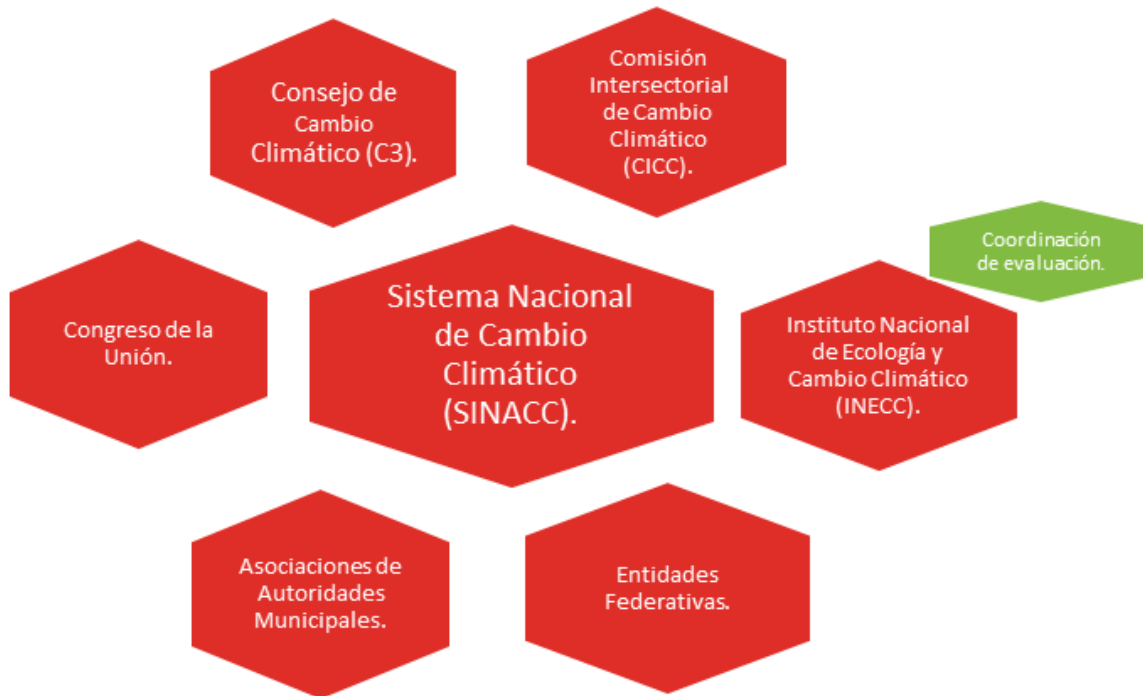 Consejo de
Cambio
Climático (C3).
Comisión
Intersectorial
de Cambio
Climático
(CICC).
Coordinación
de evaluación.
Congreso de la
Unión.
Sistema Nacional
de Cambio
Climático
(SINACC).
Instituto Nacional
de Ecología y
Cambio Climático
(INECC).
Asociaciones de
Autoridades
Municipales.
Entidades
Federativas.